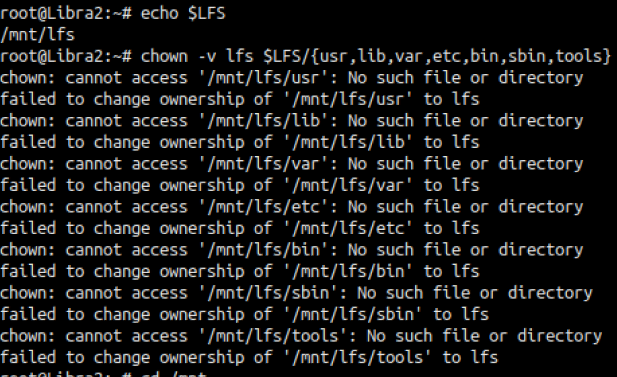 root@Libra2:~# echo $LFS
/mnt/lfs
root@Libra2:~# chown -v lfs $LFS/{usr,lib,var,etc,bin,sbin,tools}
chown: cannot access '/mnt/lfs/usr': No such file or directory
failed to change ownership of '/mnt/lfs/usr' to lfs
chown: cannot access '/mnt/lfs/lib': No such file or directory
failed to change ownership of '/mnt/lfs/lib' to lfs
chown: cannot access '/mnt/lfs/var': No such file or directory
failed to change ownership of '/mnt/lfs/var' to lfs
chown: cannot access '/mnt/lfs/etc': No such file or directory
failed to change ownership of '/mnt/lfs/etc' to lfs
chown: cannot access '/mnt/lfs/bin': No such file or directory
failed to change ownership of '/mnt/lfs/bin' to lfs
chown: cannot access '/mnt/lfs/sbin': No such file or directory
failed to change ownership of '/mnt/lfs/sbin' to lfs
chown: cannot access '/mnt/lfs/tools': No such file or directory
failed to change ownership of '/mnt/lfs/tools' to lfs
root@Libra2:~# cd /mnt